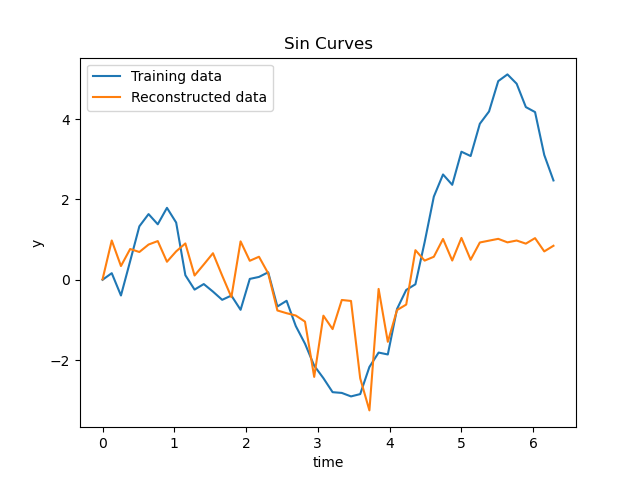 Sin Curves
Training data
Reconstructed data
4
2
0
−2
y
0 1 2 3 4 5 6
time